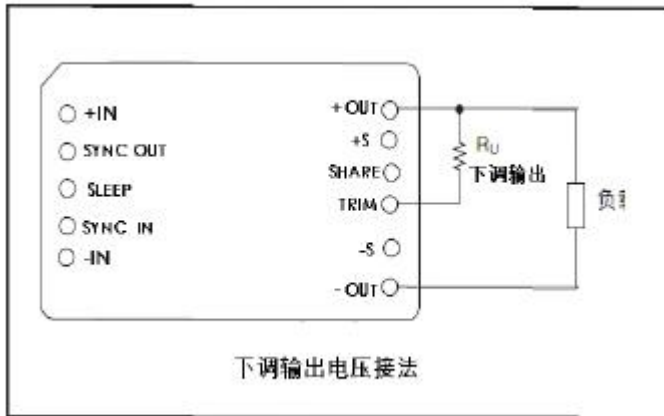 +IN
SYNC OUT
SLEEP
SYNC IN
-IN
+OUT
+S
SHARE
TRIM
-S
-OUT
RU
下调输出
负
下调输出电压接法